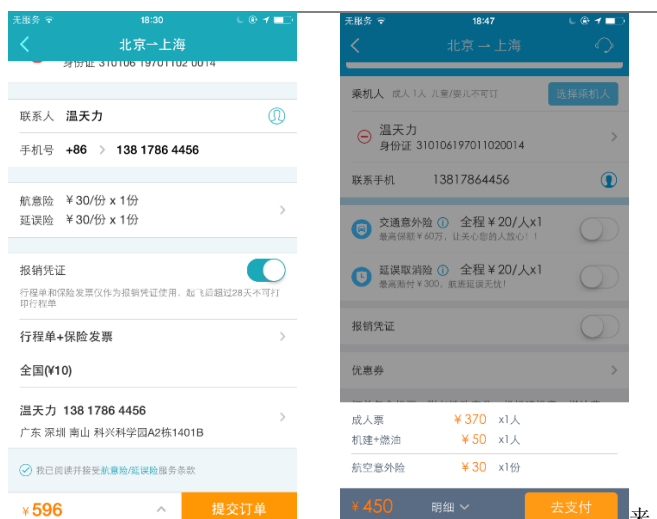 无服务 18:30
北京→上海
身份证 310106 19701102 0014
联系人 温天力
手机号 +86 > 138 1786 4456
航意险 ¥30/份 x 1份
延误险 ¥30/份 x 1份
报销凭证
行程单和保险发票仅作为报销凭证使用，起飞后超过28天不可打
印行程单
行程单+保险发票
全国(¥10)
温天力 138 1786 4456
广东 深圳 南山 科兴科学园A2栋1401B
我已阅读并接受航意险/延误险服务条款
¥596 提交订单
无服务 18:47
北京→上海
乘机人 成人1人 儿童/婴儿不可订 选择乘机人
温天力
身份证 310106197011020014
联系手机 13817864456
交通意外险 全程¥20/人x1
最高保额¥60万，让关心您的人放心！！
延误取消险 全程¥20/人x1
最高赔付¥300，航班延误无忧！
报销凭证
优惠券
成人票 ¥370 x1人
机建+燃油 ¥50 x1人
航空意外险 ¥30 x1份
¥450 明细 去支付
来